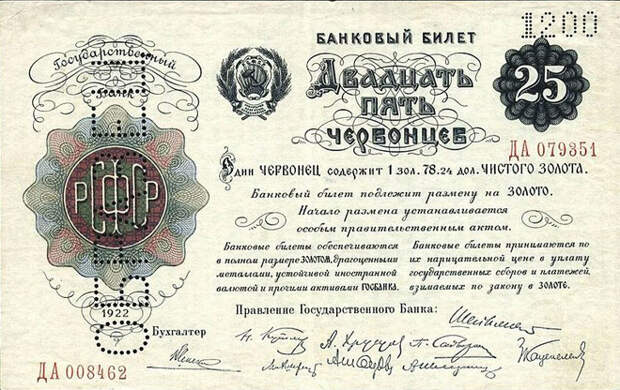 1200
Государственный
Банк
БАНКОВЫЙ БИЛЕТ
Двадцать
пять
червонцев
25
ДА 079351
Один ЧЕРВОНЕЦ содержит 1 зол. 78.24 дол. ЧИСТОГО ЗОЛОТА.
Банковый билет подлежит размену на ЗОЛОТО.
Начало размена устанавливается
особым правительственным актом.
РСФСР
Банковые билеты обеспечиваются
в полном размере ЗОЛОТОМ, драгоценными
металлами, устойчивой иностранной
валютой и прочими активами ГОСБАНКА.
Банковые билеты принимаются по
их нарицательной цене в уплату
государственных сборов и платежей,
взимаемых по закону в ЗОЛОТЕ.
1922
Правление Государственного Банка:
Бухгалтер
ДА 008462